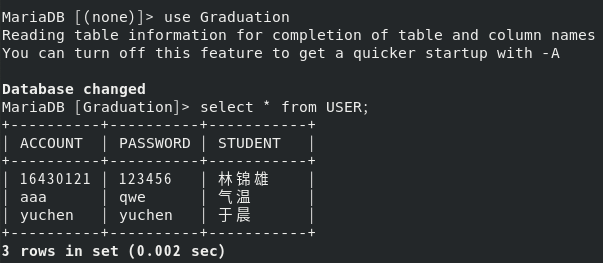 MariaDB [(none)]> use Graduation
Reading table information for completion of table and column names
You can turn off this feature to get a quicker startup with -A

Database changed
MariaDB [Graduation]> select * from USER;
+----------+----------+-----------+
| ACCOUNT  | PASSWORD | STUDENT   |
+----------+----------+-----------+
| 16430121 | 123456   | 林锦雄    |
| aaa      | qwe      | 气温      |
| yuchen   | yuchen   | 于晨      |
+----------+----------+-----------+
3 rows in set (0.002 sec)